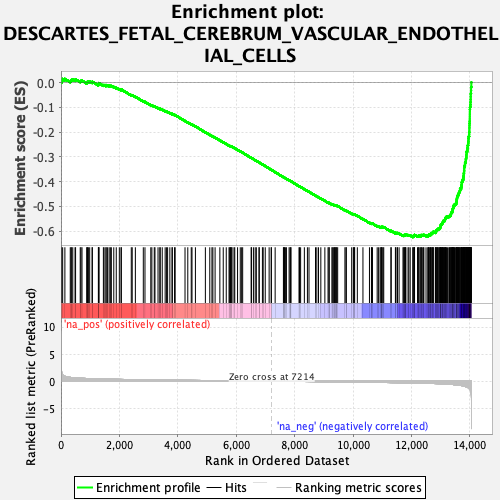 Enrichment plot:
DESCARTES_FETAL_CEREBRUM_VASCULAR_ENDOTHEL
IAL_CELLS
Enrichment score (ES)
0.0
-0.1
-0.2
-0.3
-0.4
-0.5
-0.6
'na_pos' (positively correlated)
Ranked list metric (PreRanked)
10
5
0
-5
Zero cross at 7214
'na_neg' (negatively correlated)
0
2,000
4,000
6,000
8,000
10,000
12,000
14,000
Rank in Ordered Dataset
Enrichment profile
Hits
Ranking metric scores